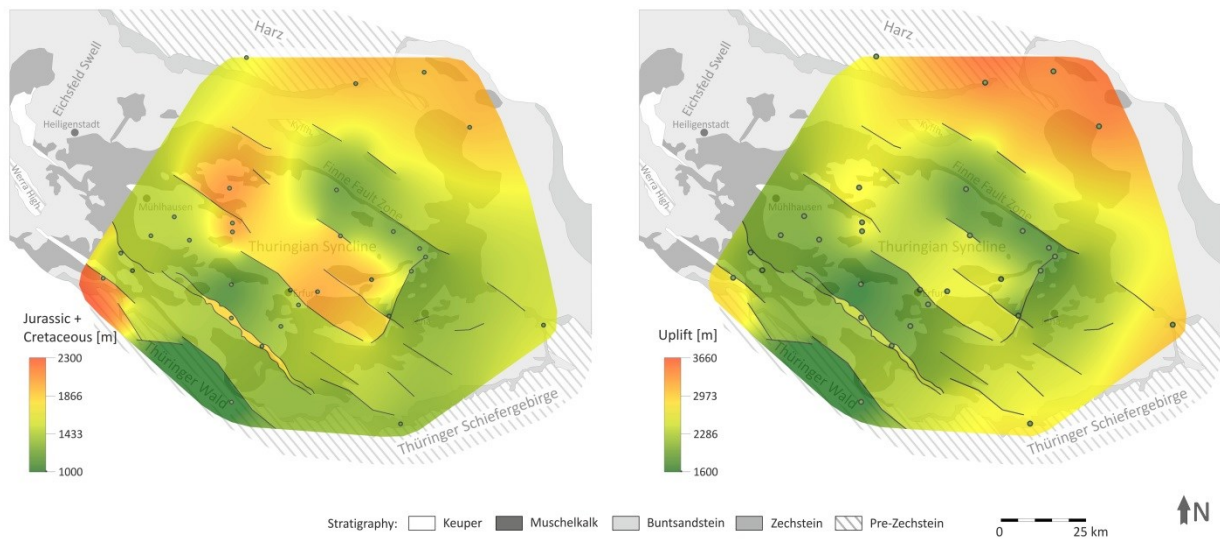 Harz
Eichsfeld Swell
Heiligenstadt
Kyffh.
Werra High
Mühlhausen
Finne Fault Zone
Thuringian Syncline
Erfurt
Thüringer Wald
Thüringer Schiefergebirge
Jurassic +
Cretaceous [m]
2300
1866
1433
1000
Harz
Eichsfeld Swell
Heiligenstadt
Werra High
Mühlhausen
Finne Fault Zone
Thuringian Syncline
Thüringer Wald
Thüringer Schiefergebirge
Uplift [m]
3660
2973
2286
1600
Stratigraphy: Keuper Muschelkalk Buntsandstein Zechstein Pre-Zechstein
0 25 km
N